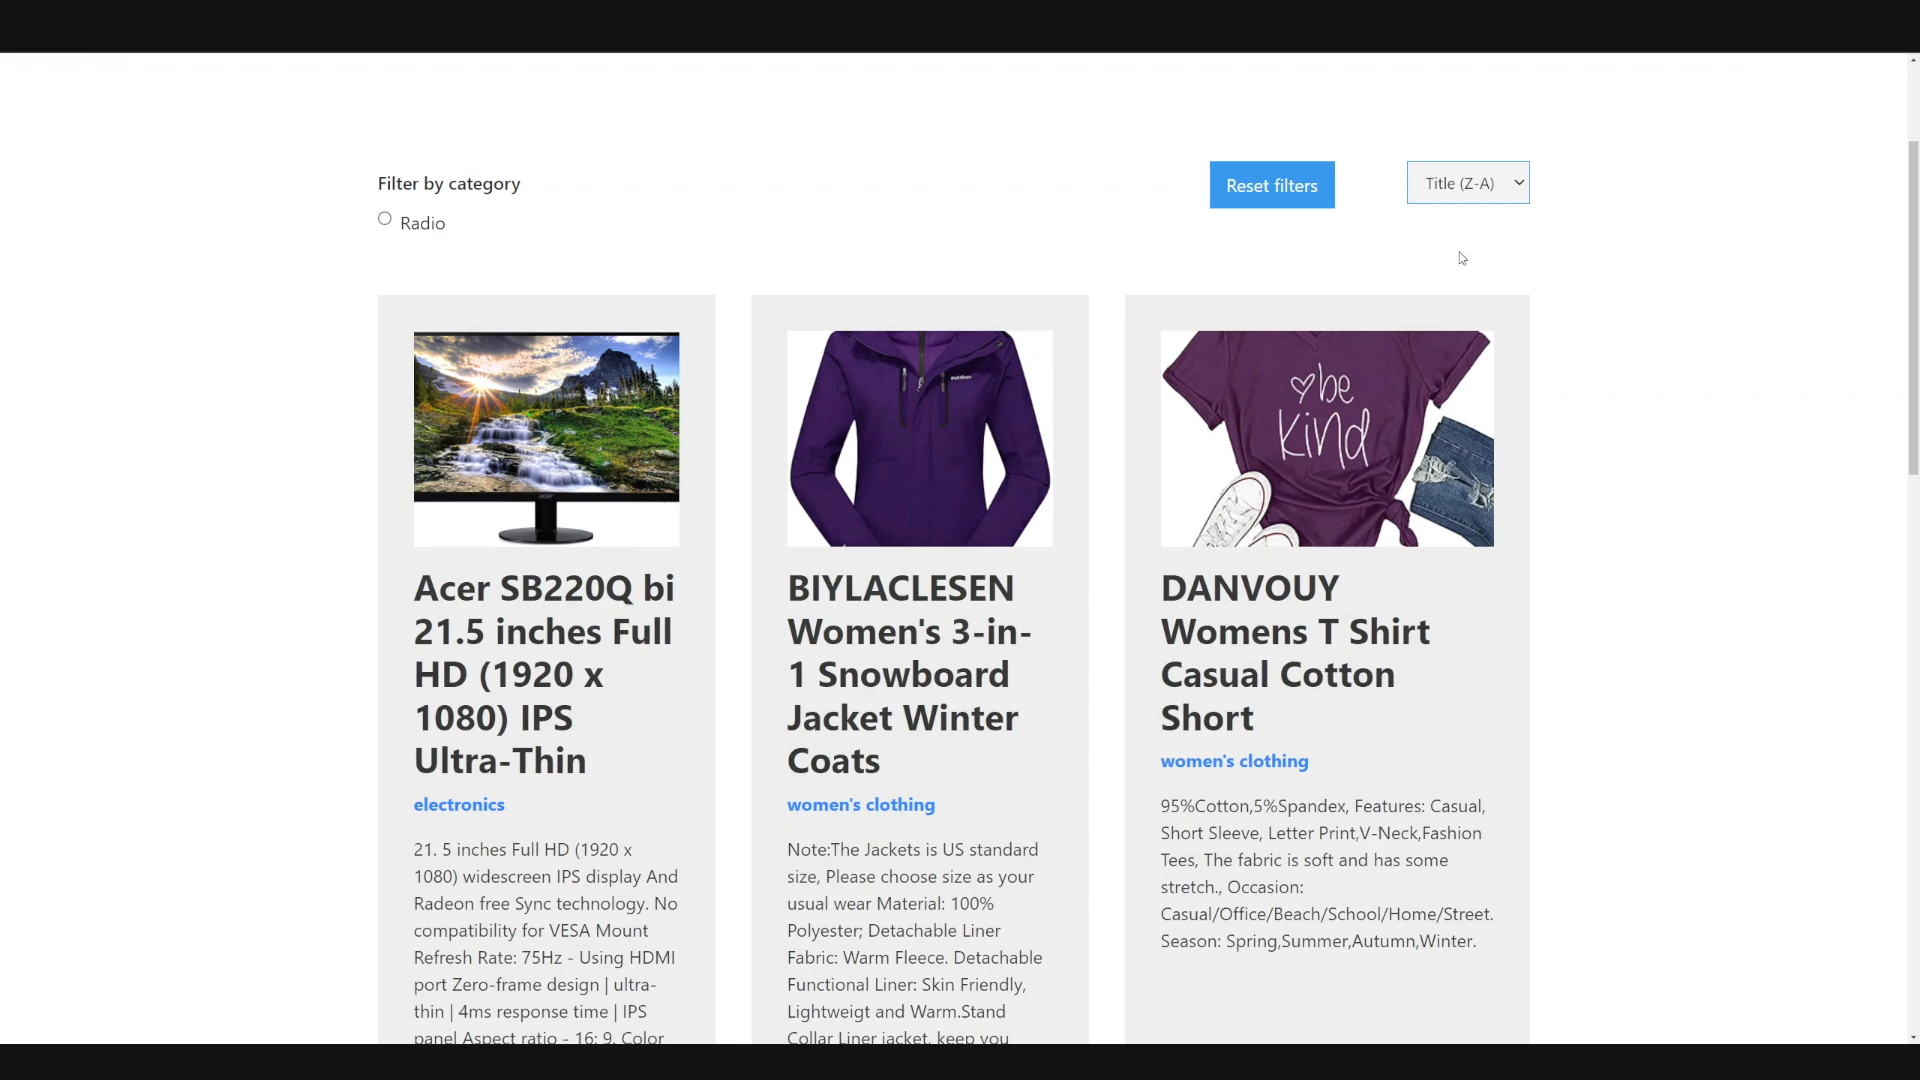 Filter by category
Radio
Reset filters
Title (Z-A)
acer
outdoor
be
kind
Acer SB220Q bi
21.5 inches Full
HD (1920 x
1080) IPS
Ultra-Thin
electronics
21. 5 inches Full HD (1920 x
1080) widescreen IPS display And
Radeon free Sync technology. No
compatibility for VESA Mount
Refresh Rate: 75Hz - Using HDMI
port Zero-frame design | ultra-
thin | 4ms response time | IPS
panel Aspect ratio - 16: 9. Color
BIYLACLESEN
Women's 3-in-
1 Snowboard
Jacket Winter
Coats
women's clothing
Note:The Jackets is US standard
size, Please choose size as your
usual wear Material: 100%
Polyester; Detachable Liner
Fabric: Warm Fleece. Detachable
Functional Liner: Skin Friendly,
Lightweigt and Warm.Stand
Collar Liner jacket, keep you
DANVOUY
Womens T Shirt
Casual Cotton
Short
women's clothing
95%Cotton,5%Spandex, Features: Casual,
Short Sleeve, Letter Print,V-Neck,Fashion
Tees, The fabric is soft and has some
stretch., Occasion:
Casual/Office/Beach/School/Home/Street.
Season: Spring,Summer,Autumn,Winter.